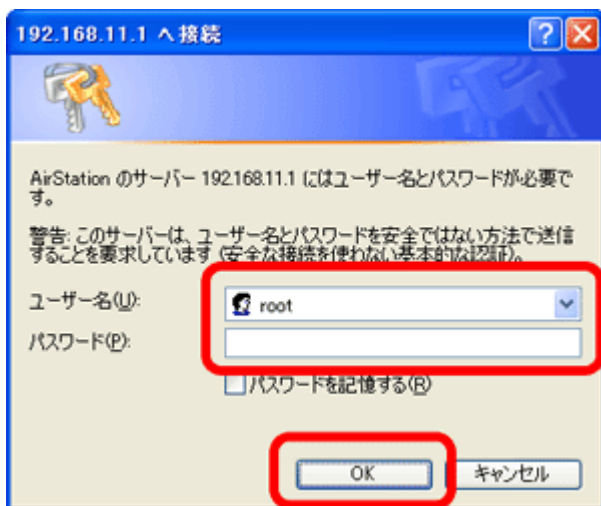 192.168.11.1 へ接続
AirStation のサーバー 192.168.11.1 にはユーザー名とパスワードが必要で
す。
警告: このサーバーは、ユーザー名とパスワードを安全ではない方法で送信
することを要求しています (安全な接続を使わない基本的な認証)。
ユーザー名(U):
root
パスワード(P):
パスワードを記憶する(R)
OK
キャンセル